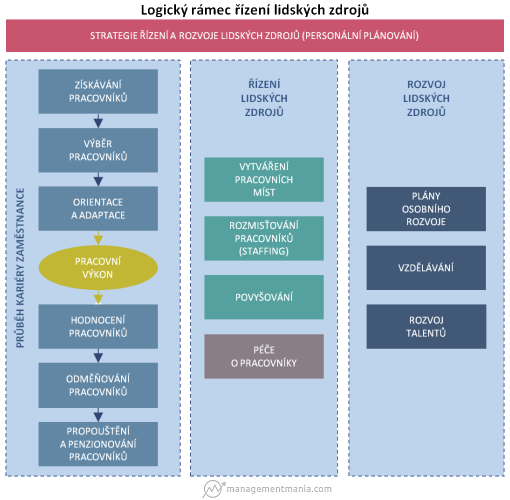 Logický rámec řízení lidských zdrojů
STRATEGIE ŘÍZENÍ A ROZVOJE LIDSKÝCH ZDROJŮ (PERSONÁLNÍ PLÁNOVÁNÍ)
PRŮBĚH KARIÉRY ZAMĚSTNANCE
ZÍSKÁVÁNÍ
PRACOVNÍKŮ
VÝBĚR
PRACOVNÍKŮ
ORIENTACE
A ADAPTACE
PRACOVNÍ
VÝKON
HODNOCENÍ
PRACOVNÍKŮ
ODMĚŇOVÁNÍ
PRACOVNÍKŮ
PROPOUŠTĚNÍ
A PENZIONOVÁNÍ
PRACOVNÍKŮ
ŘÍZENÍ
LIDSKÝCH
ZDROJŮ
VYTVÁŘENÍ
PRACOVNÍCH
MÍST
ROZMISŤOVÁNÍ
PRACOVNÍKŮ
(STAFFING)
POVYŠOVÁNÍ
PÉČE
O PRACOVNÍKY
ROZVOJ
LIDSKÝCH
ZDROJŮ
PLÁNY
OSOBNÍHO
ROZVOJE
VZDĚLÁVÁNÍ
ROZVOJ
TALENTŮ
managementmania.com